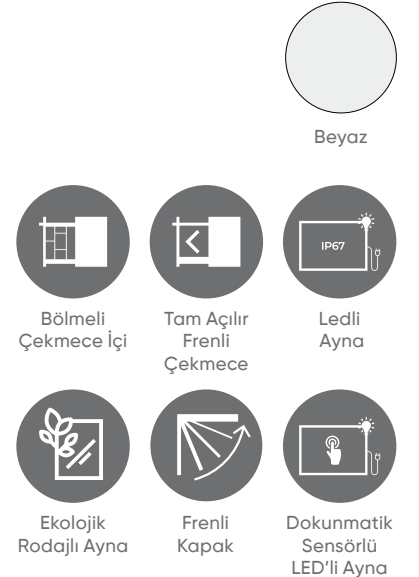 Beyaz
IP67
Bölmeli
Çekmece İçi
Tam Açılır
Frenli
Çekmece
Ledli
Ayna
Ekolojik
Rodajlı Ayna
Frenli
Kapak
Dokunmatik
Sensörlü
LED'li Ayna